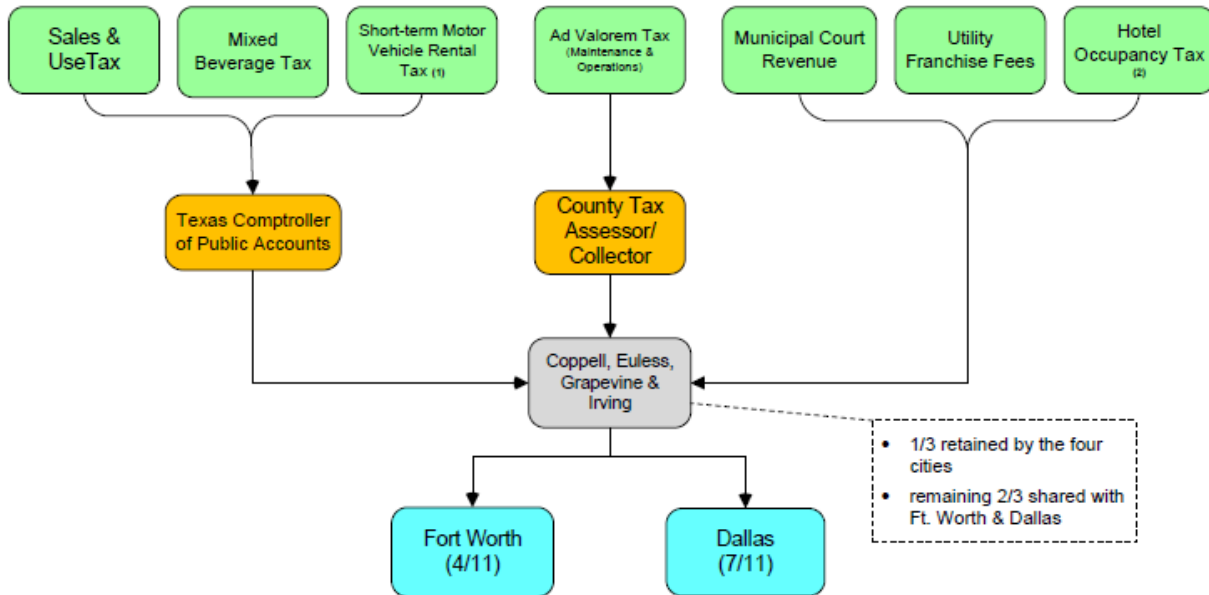 Sales &
UseTax
Mixed
Beverage Tax
Short-term Motor
Vehicle Rental
Tax (1)
Ad Valorem Tax
(Maintenance &
Operations)
Municipal Court
Revenue
Utility
Franchise Fees
Hotel
Occupancy Tax
(2)
Texas Comptroller
of Public Accounts
County Tax
Assessor/
Collector
Coppell, Euless,
Grapevine &
Irving
• 1/3 retained by the four
cities
• remaining 2/3 shared with
Ft. Worth & Dallas
Fort Worth
(4/11)
Dallas
(7/11)